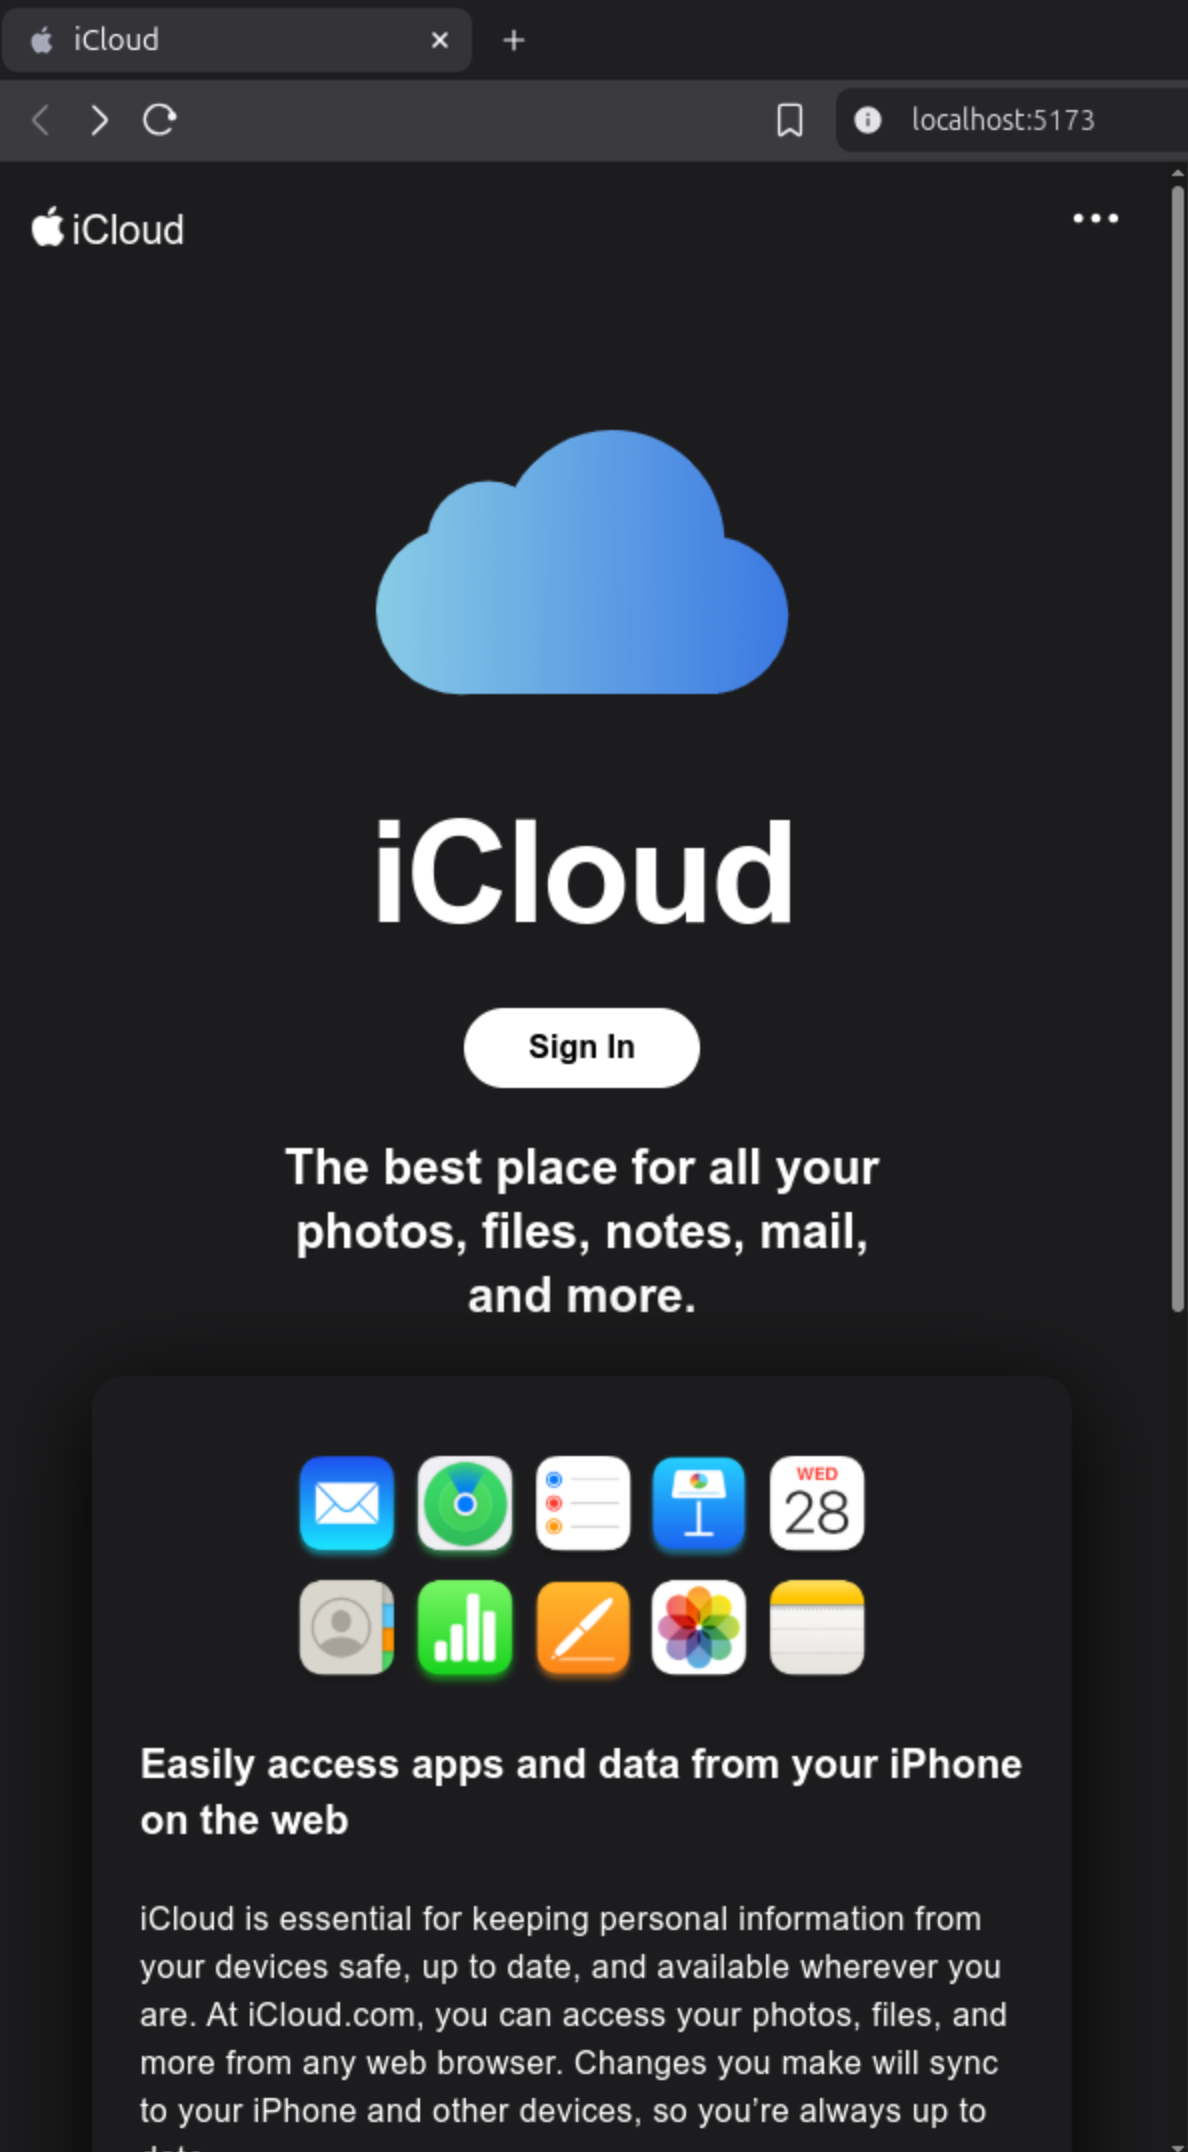 iCloud
localhost:5173
iCloud
iCloud
Sign In
The best place for all your
photos, files, notes, mail,
and more.
WED
28
Easily access apps and data from your iPhone
on the web
iCloud is essential for keeping personal information from
your devices safe, up to date, and available wherever you
are. At iCloud.com, you can access your photos, files, and
more from any web browser. Changes you make will sync
to your iPhone and other devices, so you’re always up to